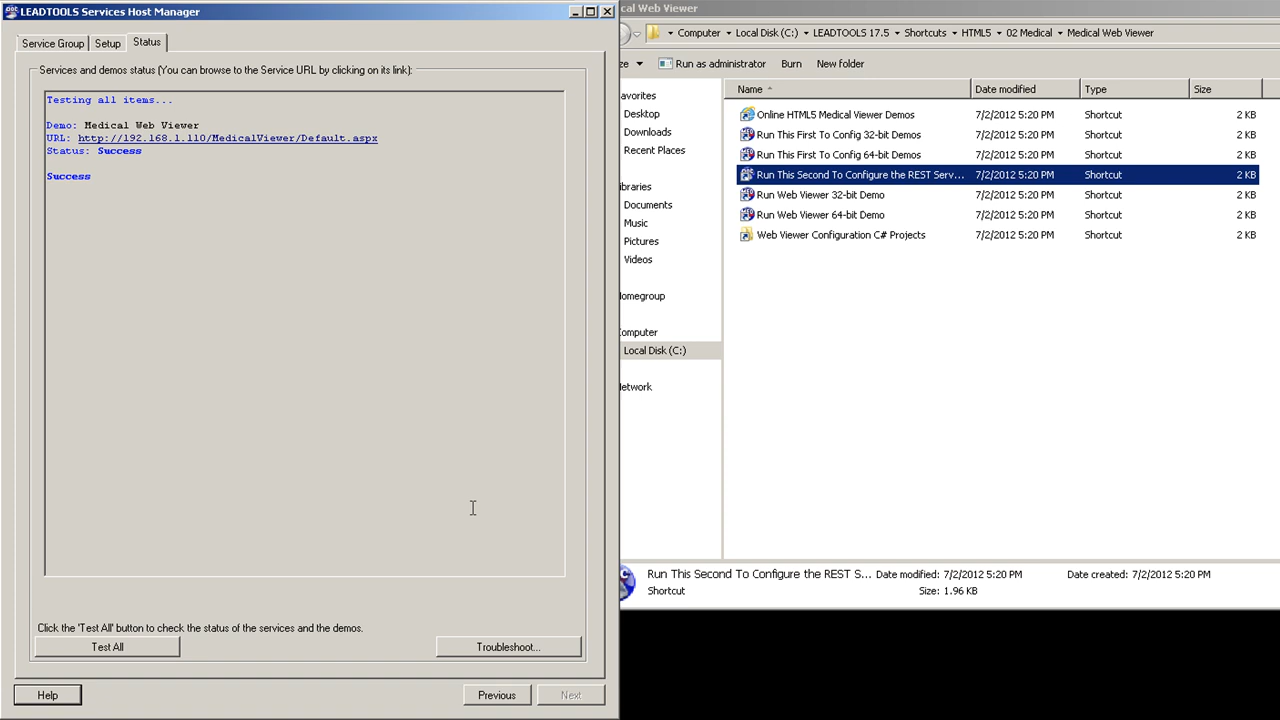 LEADTOOLS Services Host Manager
Service Group Setup Status
Services and demos status (You can browse to the Service URL by clicking on its link):
Testing all items...
Demo: Medical Web Viewer
URL: http://192.168.1.110/MedicalViewer/Default.aspx
Status: Success
Success
Click the 'Test All' button to check the status of the services and the demos.
Test All Troubleshoot...
Help Previous Next
cal Web Viewer
Computer Local Disk (C:) LEADTOOLS 17.5 Shortcuts HTML5 02 Medical Medical Web Viewer
ze Run as administrator Burn New folder
avorites
Desktop
Downloads
Recent Places
ibraries
Documents
Music
Pictures
Videos
omegroup
omputer
Local Disk (C:)
etwork
Name Date modified Type Size
Online HTML5 Medical Viewer Demos 7/2/2012 5:20 PM Shortcut 2 KB
Run This First To Config 32-bit Demos 7/2/2012 5:20 PM Shortcut 2 KB
Run This First To Config 64-bit Demos 7/2/2012 5:20 PM Shortcut 2 KB
Run This Second To Configure the REST Serv... 7/2/2012 5:20 PM Shortcut 2 KB
Run Web Viewer 32-bit Demo 7/2/2012 5:20 PM Shortcut 2 KB
Run Web Viewer 64-bit Demo 7/2/2012 5:20 PM Shortcut 2 KB
Web Viewer Configuration C# Projects 7/2/2012 5:20 PM Shortcut 2 KB
Run This Second To Configure the REST S... Date modified: 7/2/2012 5:20 PM Date created: 7/2/2012 5:20 PM
Shortcut Size: 1.96 KB